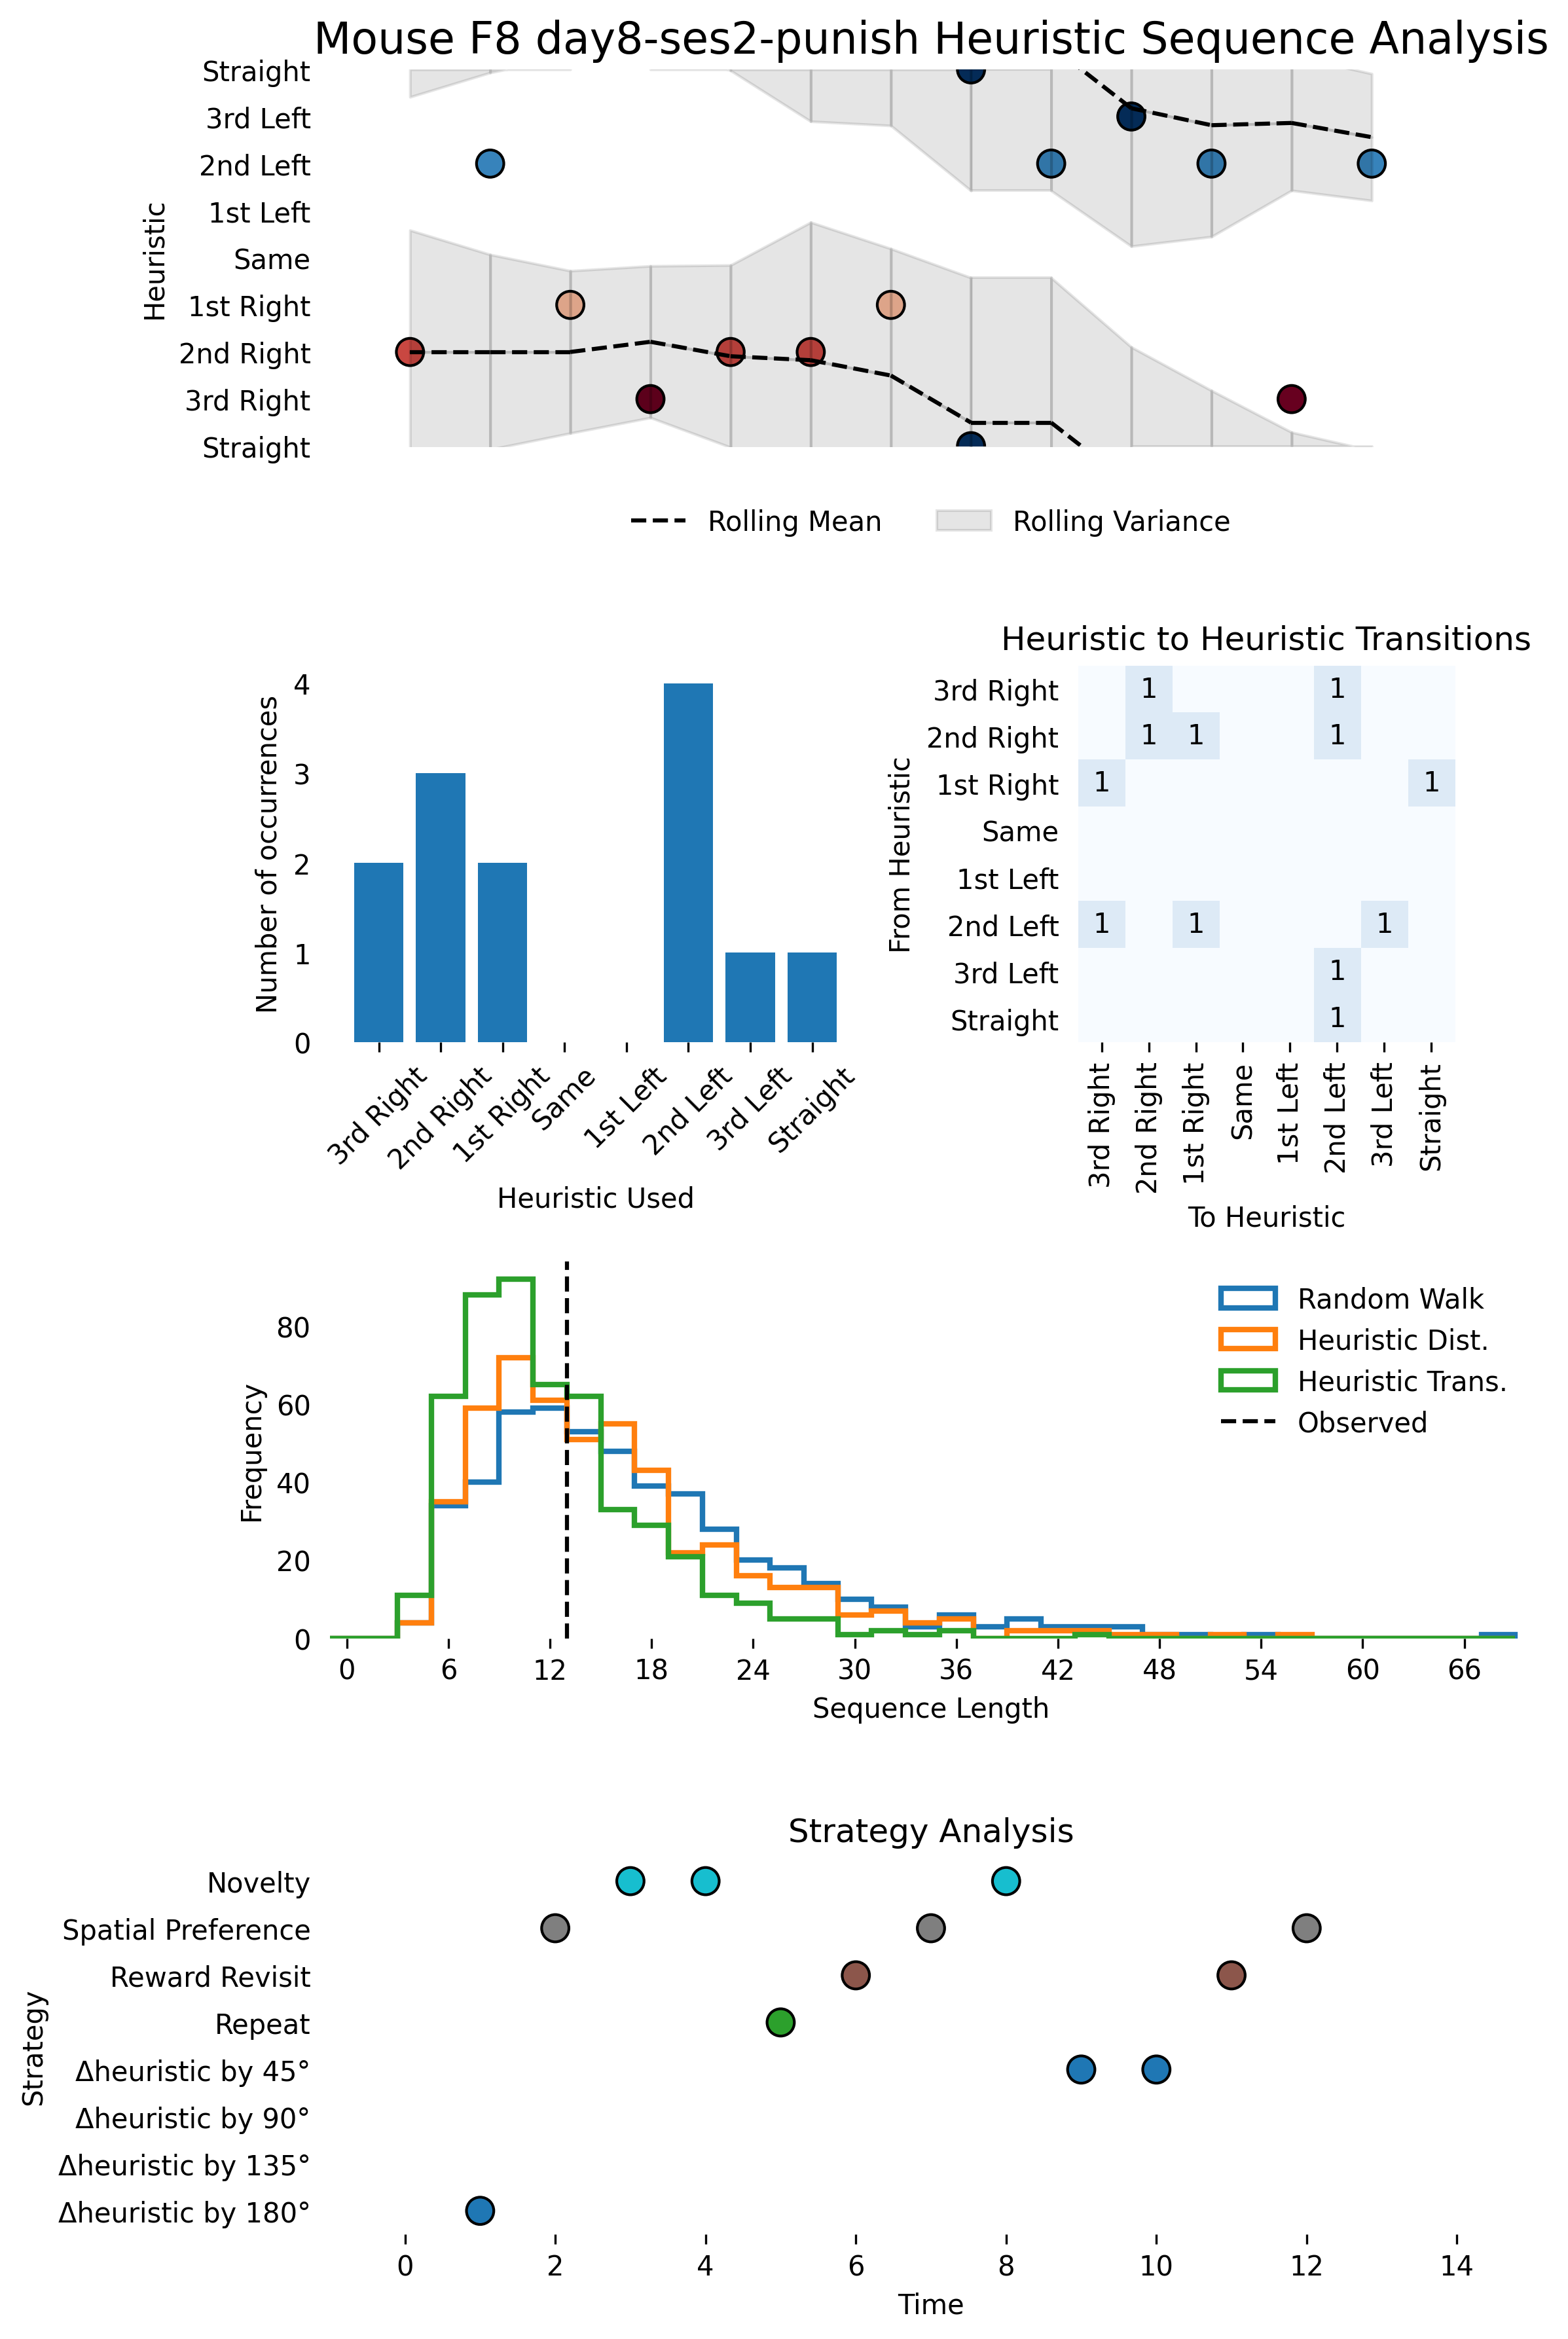 Mouse F8 day8-ses2-punish Heuristic Sequence Analysis
Straight
3rd Left
2nd Left
1st Left
Same
1st Right
2nd Right
3rd Right
Straight
Heuristic
Rolling Mean
Rolling Variance
4
3
2
1
0
Number of occurrences
3rd Right
2nd Right
1st Right
Same
1st Left
2nd Left
3rd Left
Straight
Heuristic Used
Heuristic to Heuristic Transitions
3rd Right 1 1
2nd Right 1 1 1
1st Right 1 1
Same
1st Left
2nd Left 1 1 1
3rd Left 1
Straight 1
From Heuristic
3rd Right
2nd Right
1st Right
Same
1st Left
2nd Left
3rd Left
Straight
To Heuristic
Random Walk
Heuristic Dist.
Heuristic Trans.
Observed
80
60
40
20
0
Frequency
0 6 12 18 24 30 36 42 48 54 60 66
Sequence Length
Strategy Analysis
Novelty
Spatial Preference
Reward Revisit
Repeat
Δheuristic by 45°
Δheuristic by 90°
Δheuristic by 135°
Δheuristic by 180°
Strategy
0 2 4 6 8 10 12 14
Time